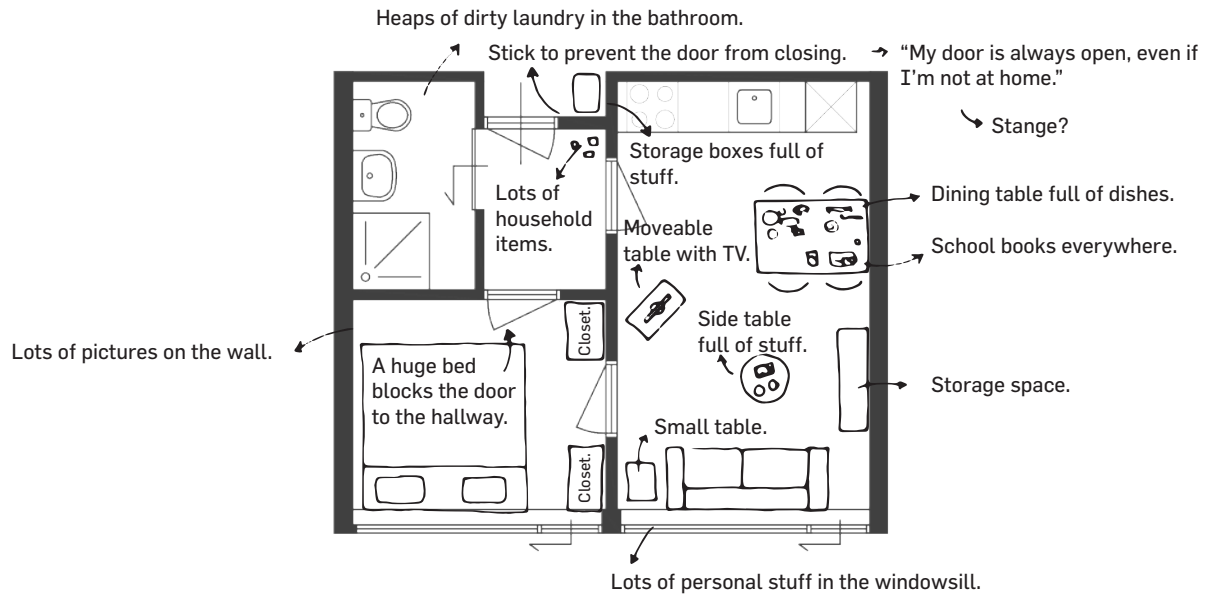 Heaps of dirty laundry in the bathroom.
Stick to prevent the door from closing.
“My door is always open, even if
I’m not at home.”
Stange?
Storage boxes full of
stuff.
Lots of
household
items.
Dining table full of dishes.
Moveable
table with TV.
School books everywhere.
Side table
full of stuff.
Closet.
Lots of pictures on the wall.
A huge bed
blocks the door
to the hallway.
Storage space.
Small table.
Closet.
Lots of personal stuff in the windowsill.